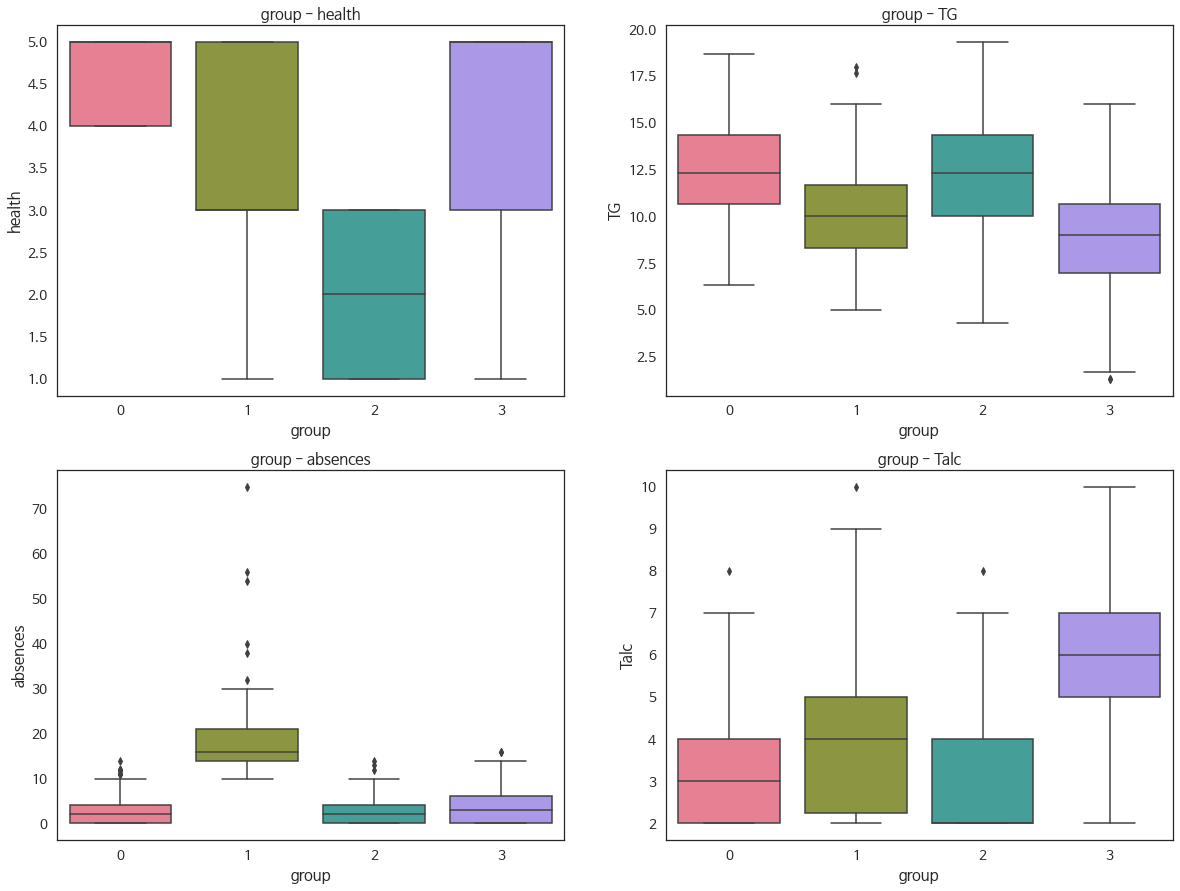 group − health
5.0
4.5
4.0
3.5
3.0
2.5
2.0
1.5
1.0
health
0 1 2 3
group
group − TG
20.0
17.5
15.0
12.5
10.0
7.5
5.0
2.5
TG
0 1 2 3
group
group − absences
70
60
50
40
30
20
10
0
absences
0 1 2 3
group
group − Talc
10
9
8
7
6
5
4
3
2
Talc
0 1 2 3
group